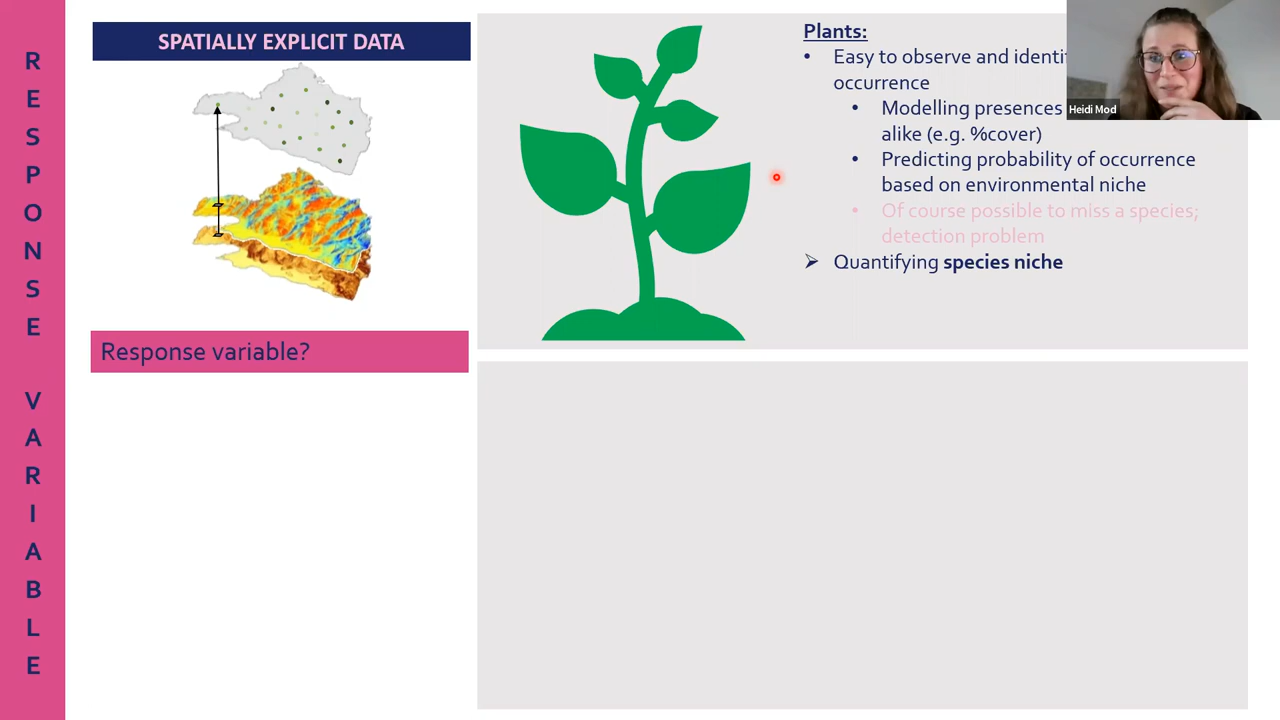 RESPONSE VARIABLE
SPATIALLY EXPLICIT DATA
Response variable?
Plants:
• Easy to observe and identi
occurrence
• Modelling presences
alike (e.g. %cover)
• Predicting probability of occurrence
based on environmental niche
• Of course possible to miss a species;
detection problem
➢ Quantifying species niche
Heidi Mod